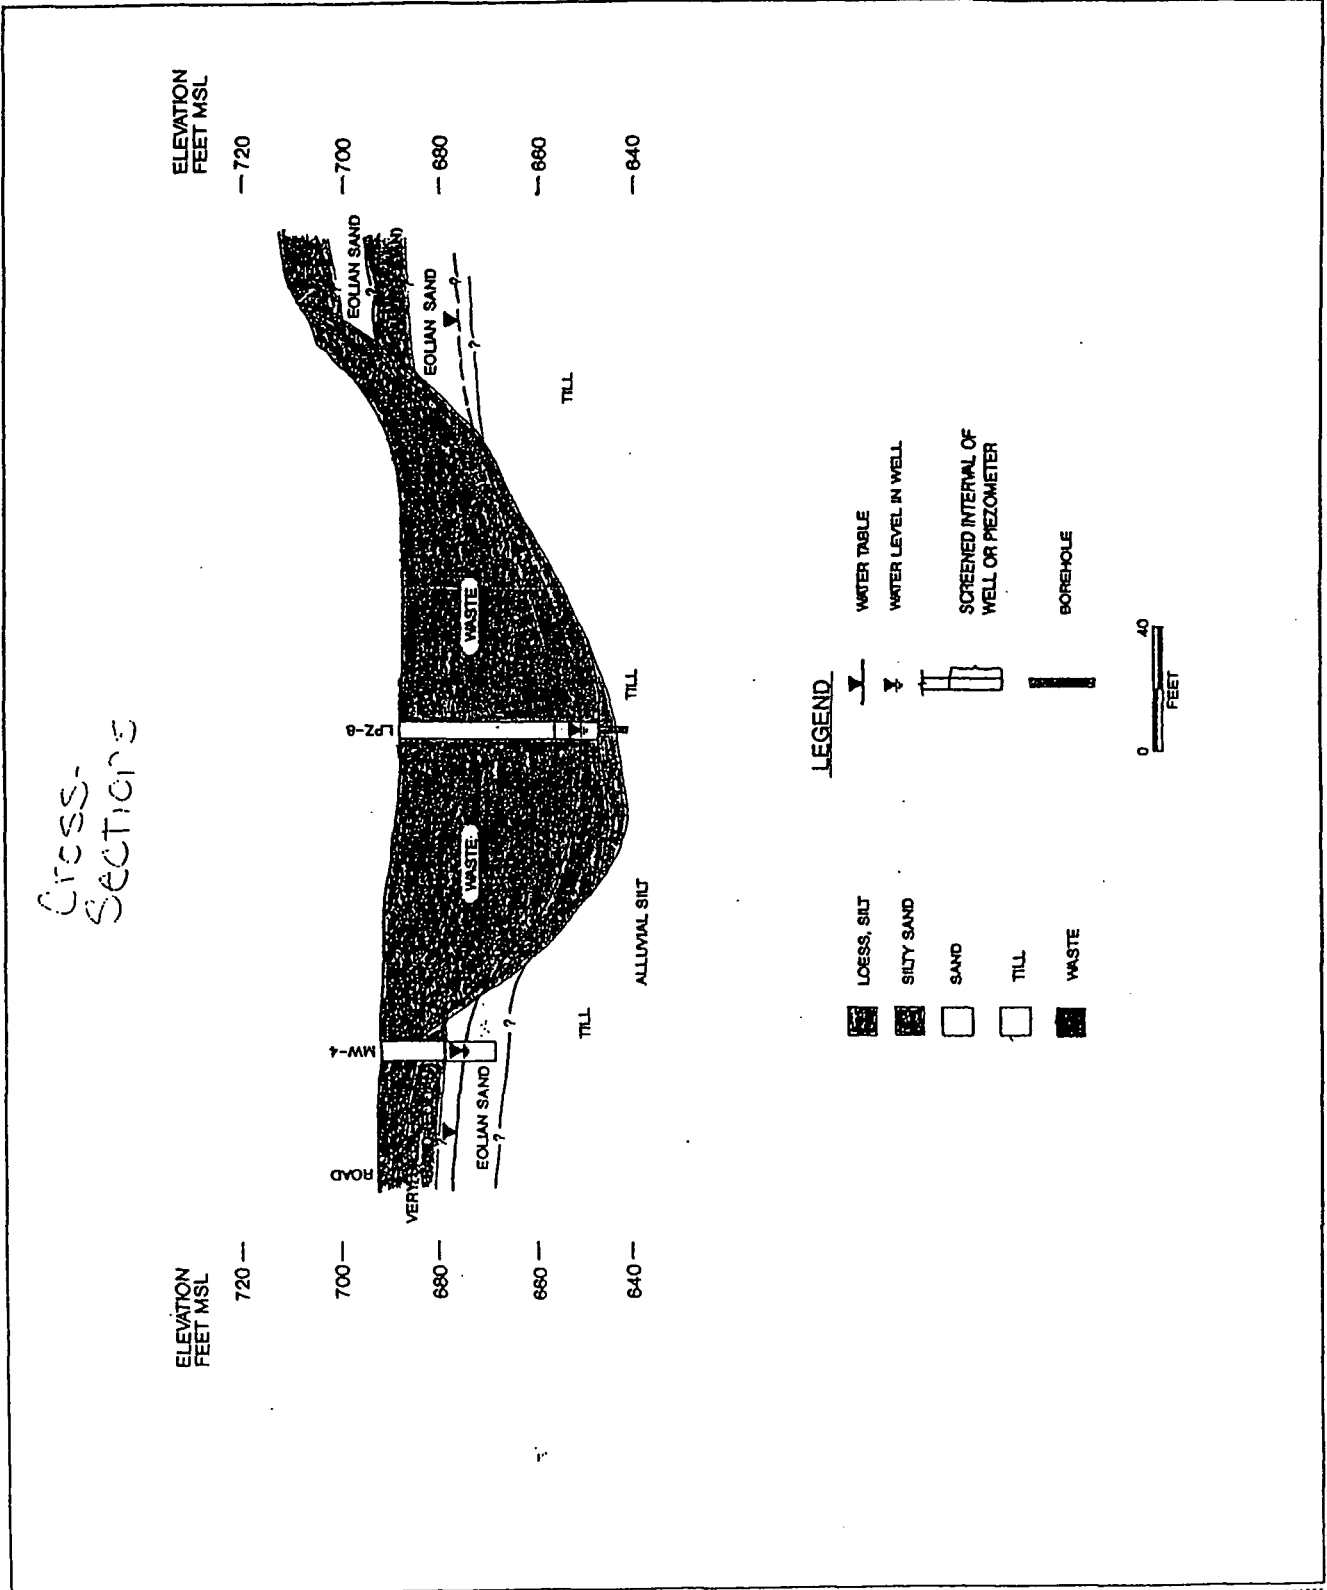 Cross-
Sections
ELEVATION
FEET MSL
720
700
680
660
640
ELEVATION
FEET MSL
720
700
680
660
640
ROAD
MW-4
LPZ-8
VERY
EOLIAN SAND
EOLIAN SAND
EOLIAN SAND
WASTE
WASTE
TILL
ALLUVIAL SILT
TILL
TILL
?
?
?
?
?
?
LEGEND
LOESS, SILT
SILTY SAND
SAND
TILL
WASTE
WATER TABLE
WATER LEVEL IN WELL
SCREENED INTERVAL OF
WELL OR PIEZOMETER
BOREHOLE
0 40
FEET